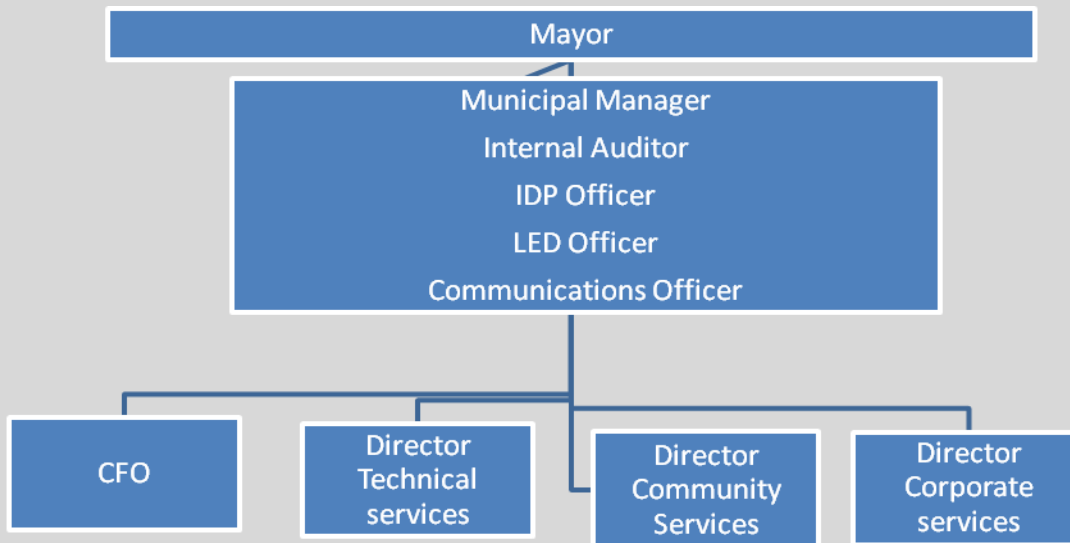 Mayor
Municipal Manager
Internal Auditor
IDP Officer
LED Officer
Communications Officer
CFO
Director
Technical
services
Director
Community
Services
Director
Corporate
services